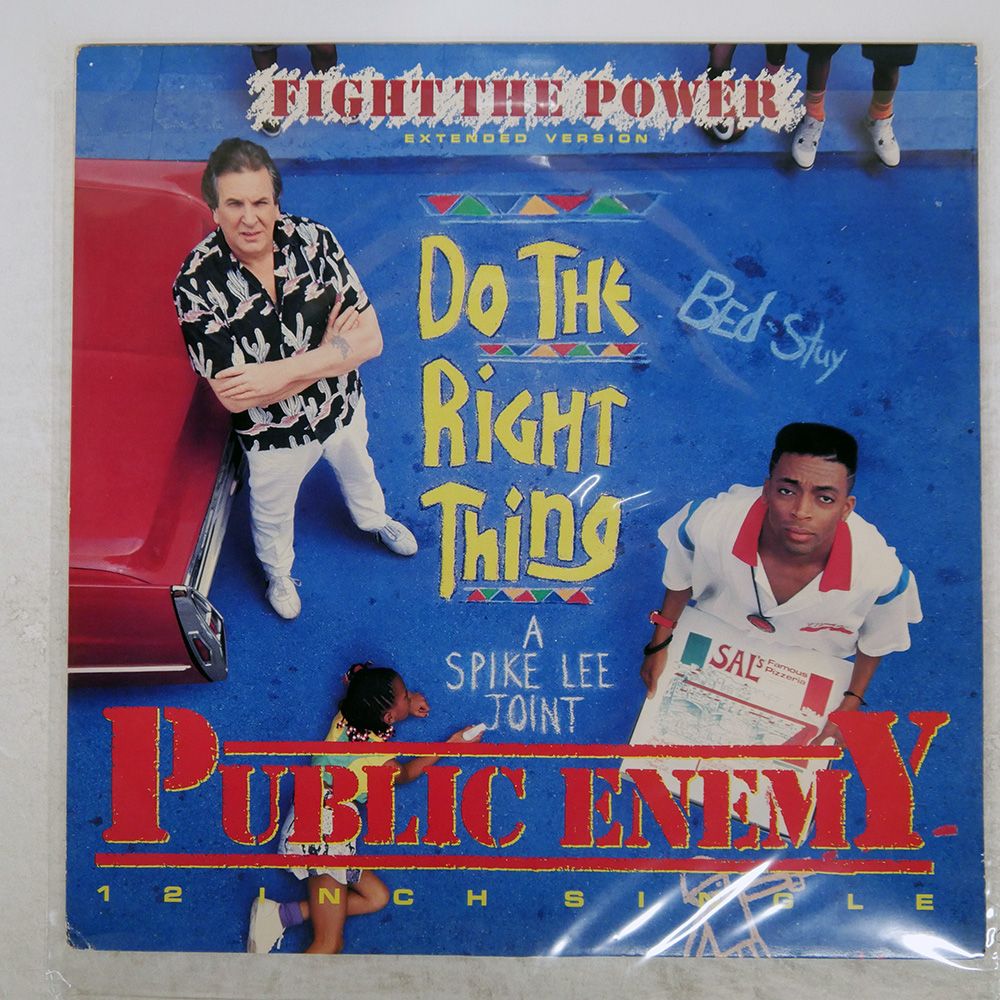 FIGHT THE POWER
EXTENDED VERSION
DO THE
RIGHT
THING
BED-STUY
A
SPIKE LEE
JOINT
SAL'S Famous
Pizzeria
PUBLIC ENEMY
12 INCH SINGLE